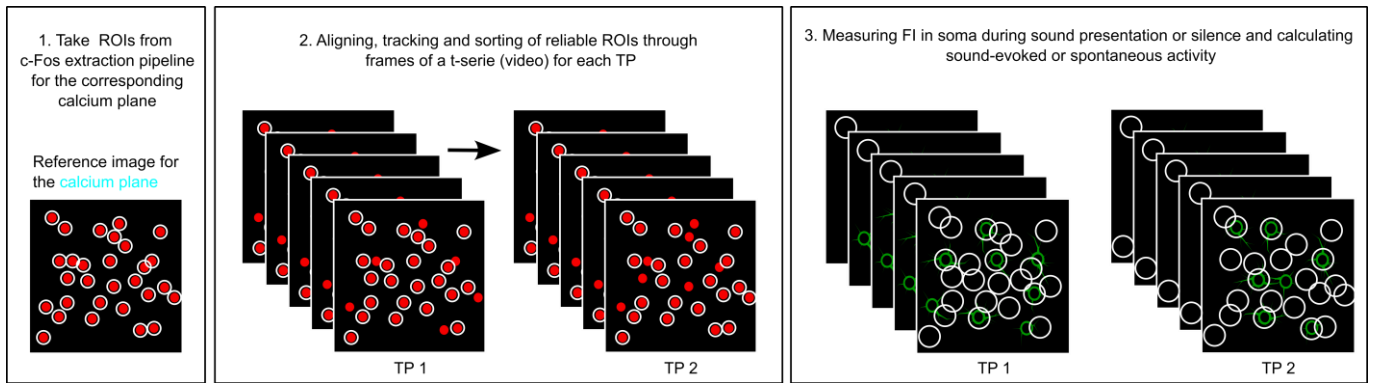 1. Take ROIs from
c-Fos extraction pipeline
for the corresponding
calcium plane
Reference image for
the calcium plane
2. Aligning, tracking and sorting of reliable ROIs through
frames of a t-serie (video) for each TP
TP 1
TP 2
3. Measuring FI in soma during sound presentation or silence and calculating
sound-evoked or spontaneous activity
TP 1
TP 2